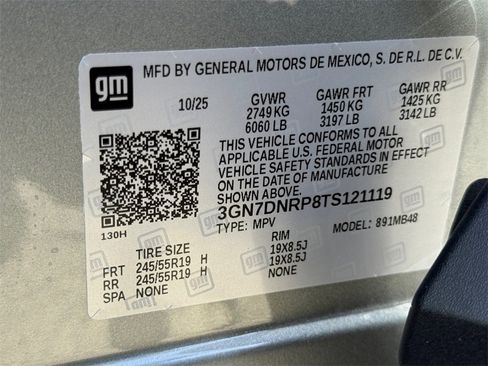 gm MFD BY GENERAL MOTORS DE MEXICO, S. DE R.L. DE C.V.
10/25 GVWR GAWR FRT GAWR RR
2749 KG 1450 KG 1425 KG
6060 LB 3197 LB 3142 LB
THIS VEHICLE CONFORMS TO ALL
APPLICABLE U.S. FEDERAL MOTOR
VEHICLE SAFETY STANDARDS IN EFFECT
ON THE DATE OF MANUFACTURE
SHOWN ABOVE.
3GN7DNRP8TS121119
130H TYPE: MPV MODEL: 891MB48
TIRE SIZE RIM
FRT 245/55R19 H 19X8.5J
RR 245/55R19 H 19X8.5J
SPA NONE NONE